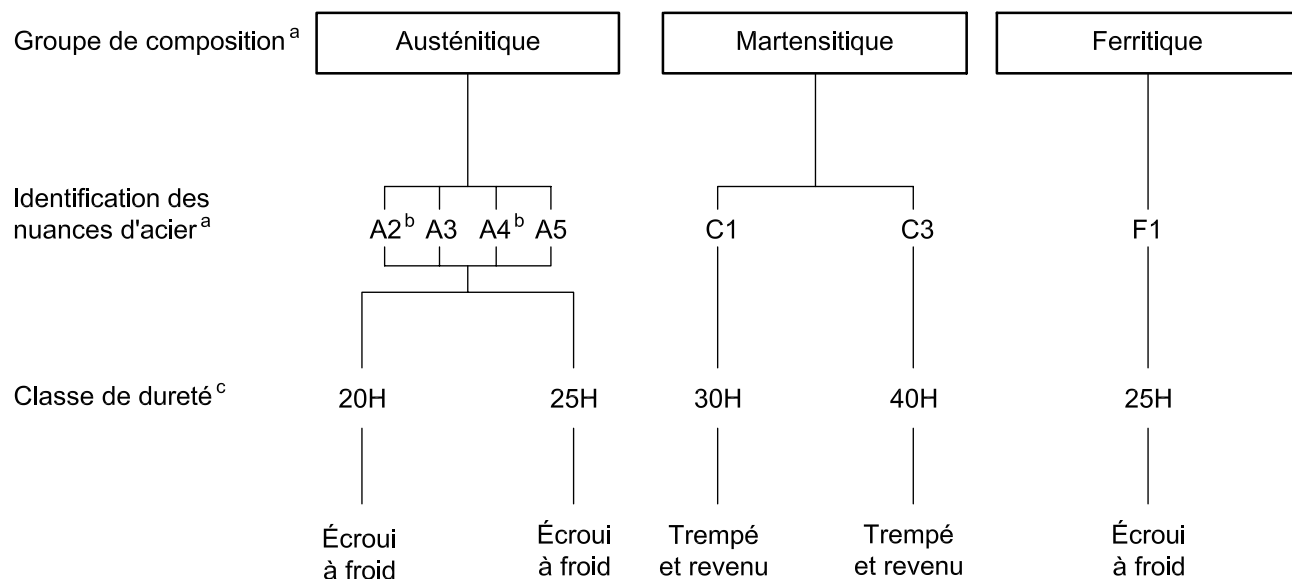 Groupe de composition a Austénitique Martensitique Ferritique
Identification des
nuances d'acier a A2 b A3 A4 b A5 C1 C3 F1
Classe de dureté c 20H 25H 30H 40H 25H
Écroui Écroui Trempé Trempé Écroui
à froid à froid et revenu et revenu à froid